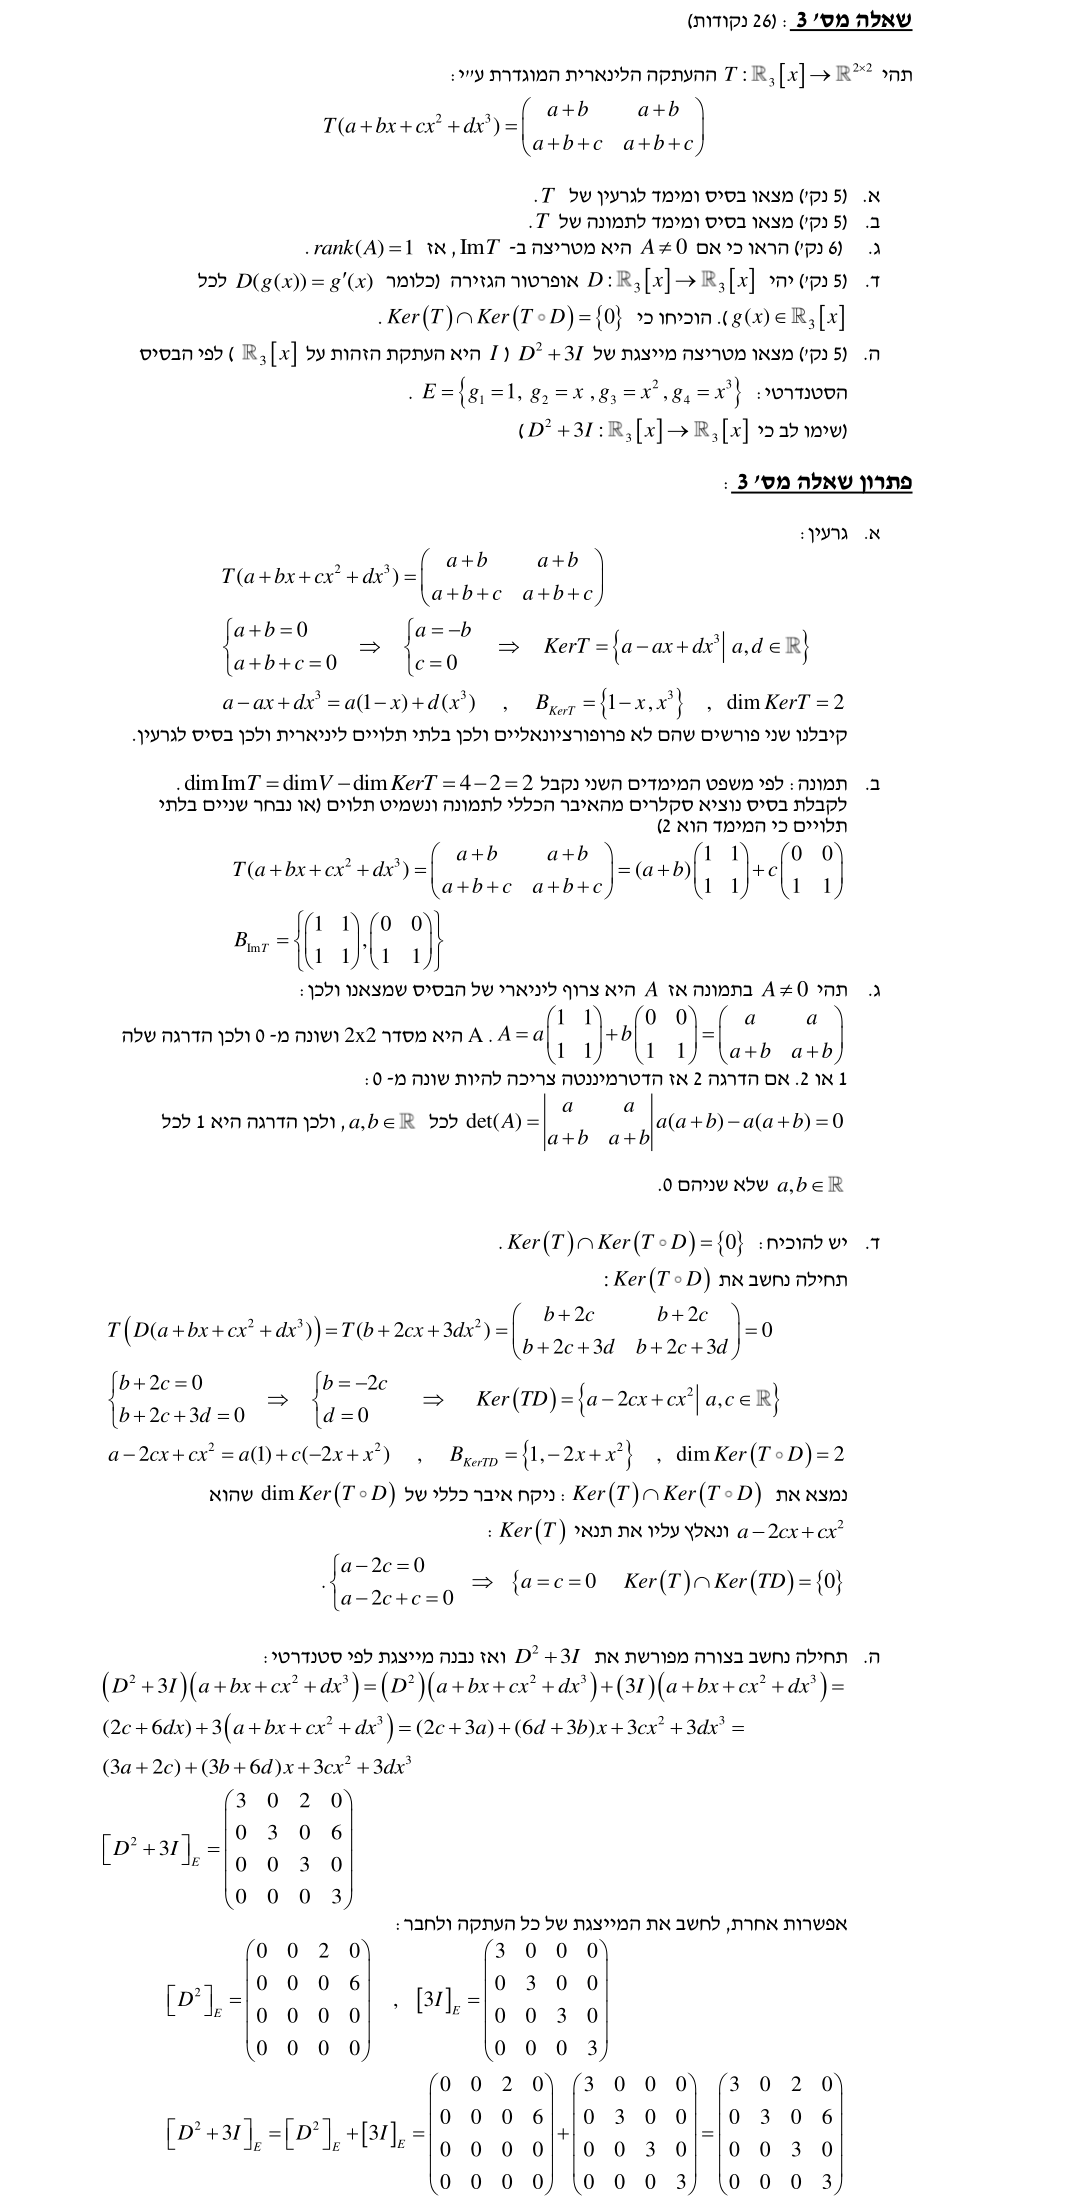 שאלה מס' 3 : (26 נקודות)
תהי T : ℝ₃[x] → ℝ²ˣ² ההעתקה הלינארית המוגדרת ע"י :
T(a+bx+cx²+dx³) = ( a+b  a+b ; a+b+c  a+b+c )
א. (5 נק') מצאו בסיס ומימד לגרעין של T .
ב. (5 נק') מצאו בסיס ומימד לתמונה של T .
ג. (6 נק') הראו כי אם A ≠ 0 היא מטריצה ב- Im T , אז rank(A) = 1 .
ד. (5 נק') יהי D : ℝ₃[x] → ℝ₃[x] אופרטור הגזירה (כלומר D(g(x)) = g′(x) לכל
g(x) ∈ ℝ₃[x] ). הוכיחו כי Ker(T) ∩ Ker(T ∘ D) = {0} .
ה. (5 נק') מצאו מטריצה מייצגת של D² + 3I ( I היא העתקת הזהות על ℝ₃[x] ) לפי הבסיס
הסטנדרטי : E = {g₁ = 1, g₂ = x , g₃ = x² , g₄ = x³} .
(שימו לב כי D² + 3I : ℝ₃[x] → ℝ₃[x] )
פתרון שאלה מס' 3 :
א. גרעין :
T(a+bx+cx²+dx³) = ( a+b  a+b ; a+b+c  a+b+c )
{ a+b = 0 ; a+b+c = 0 ⇒ { a = −b ; c = 0 ⇒ KerT = {a − ax + dx³ | a,d ∈ ℝ}
a − ax + dx³ = a(1−x) + d(x³) , B_KerT = {1−x, x³} , dim KerT = 2
קיבלנו שני פורשים שהם לא פרופורציונאליים ולכן בלתי תלויים ליניארית ולכן בסיס לגרעין.
ב. תמונה : לפי משפט המימדים השני נקבל dim Im T = dim V − dim KerT = 4 − 2 = 2 .
לקבלת בסיס נוציא סקלרים מהאיבר הכללי לתמונה ונשמיט תלוים (או נבחר שניים בלתי
תלויים כי המימד הוא 2)
T(a+bx+cx²+dx³) = ( a+b  a+b ; a+b+c  a+b+c ) = (a+b)( 1 1 ; 1 1 ) + c( 0 0 ; 1 1 )
B_ImT = {( 1 1 ; 1 1 ),( 0 0 ; 1 1 )}
ג. תהי A ≠ 0 בתמונה אז A היא צרוף ליניארי של הבסיס שמצאנו ולכן :
A = a( 1 1 ; 1 1 ) + b( 0 0 ; 1 1 ) = ( a  a ; a+b  a+b ) . A היא מסדר 2x2 ושונה מ- 0 ולכן הדרגה שלה
1 או 2. אם הדרגה 2 אז הדטרמיננטה צריכה להיות שונה מ- 0 :
det(A) = | a  a ; a+b  a+b | a(a+b) − a(a+b) = 0 לכל a,b ∈ ℝ , ולכן הדרגה היא 1 לכל
a,b ∈ ℝ שלא שניהם 0.
ד. יש להוכיח : Ker(T) ∩ Ker(T ∘ D) = {0} .
תחילה נחשב את Ker(T ∘ D) :
T(D(a+bx+cx²+dx³)) = T(b+2cx+3dx²) = ( b+2c  b+2c ; b+2c+3d  b+2c+3d ) = 0
{ b+2c = 0 ; b+2c+3d = 0 ⇒ { b = −2c ; d = 0 ⇒ Ker(TD) = {a − 2cx + cx² | a,c ∈ ℝ}
a − 2cx + cx² = a(1) + c(−2x + x²) , B_KerTD = {1, −2x + x²} , dim Ker(T ∘ D) = 2
נמצא את Ker(T) ∩ Ker(T ∘ D) : ניקח איבר כללי של dim Ker(T ∘ D) שהוא
a − 2cx + cx² ונאלץ עליו את תנאי Ker(T) :
{ a − 2c = 0 ; a − 2c + c = 0 ⇒ {a = c = 0 Ker(T) ∩ Ker(TD) = {0} .
ה. תחילה נחשב בצורה מפורשת את D² + 3I ואז נבנה מייצגת לפי סטנדרטי :
(D² + 3I)(a+bx+cx²+dx³) = (D²)(a+bx+cx²+dx³) + (3I)(a+bx+cx²+dx³) =
(2c+6dx) + 3(a+bx+cx²+dx³) = (2c+3a) + (6d+3b)x + 3cx² + 3dx³ =
(3a+2c) + (3b+6d)x + 3cx² + 3dx³
[D² + 3I]_E = ( 3 0 2 0 ; 0 3 0 6 ; 0 0 3 0 ; 0 0 0 3 )
אפשרות אחרת, לחשב את המייצגת של כל העתקה ולחבר :
[D²]_E = ( 0 0 2 0 ; 0 0 0 6 ; 0 0 0 0 ; 0 0 0 0 ) , [3I]_E = ( 3 0 0 0 ; 0 3 0 0 ; 0 0 3 0 ; 0 0 0 3 )
[D² + 3I]_E = [D²]_E + [3I]_E = ( 0 0 2 0 ; 0 0 0 6 ; 0 0 0 0 ; 0 0 0 0 ) + ( 3 0 0 0 ; 0 3 0 0 ; 0 0 3 0 ; 0 0 0 3 ) = ( 3 0 2 0 ; 0 3 0 6 ; 0 0 3 0 ; 0 0 0 3 )